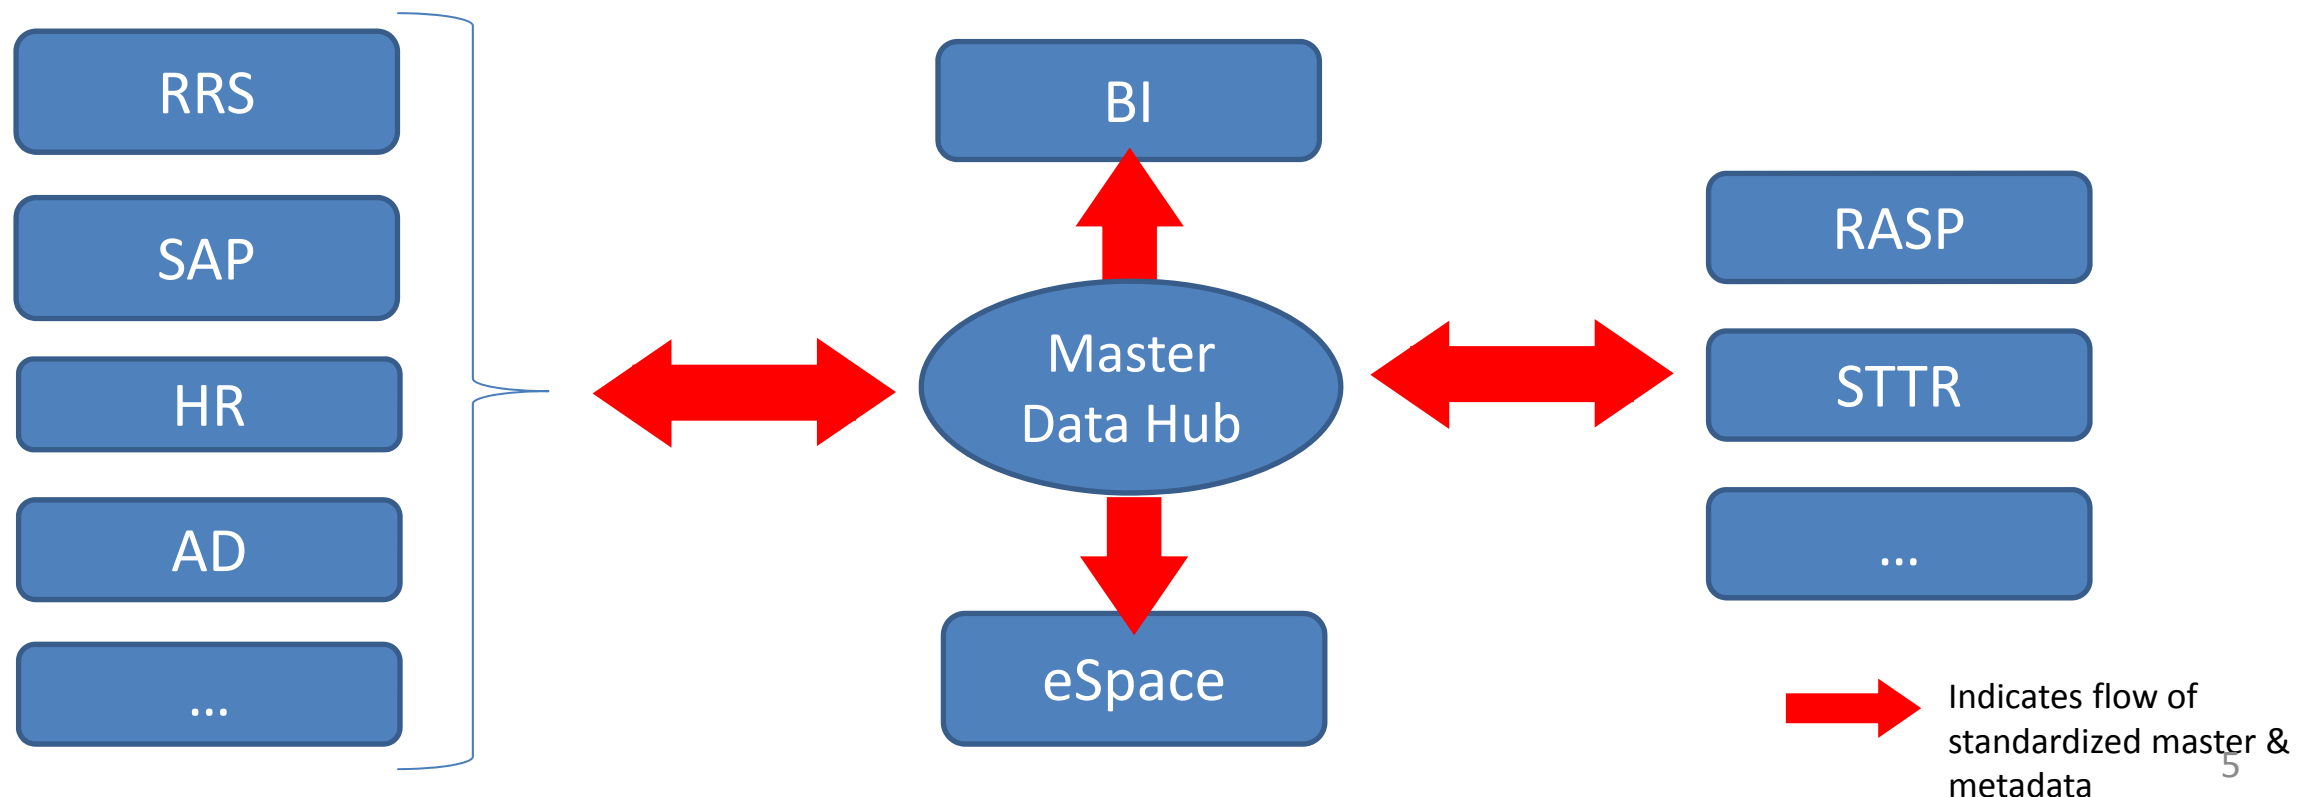 RRS
SAP
HR
AD
...
BI
Master
Data Hub
eSpace
RASP
STTR
...
Indicates flow of
standardized master &
metadata
5